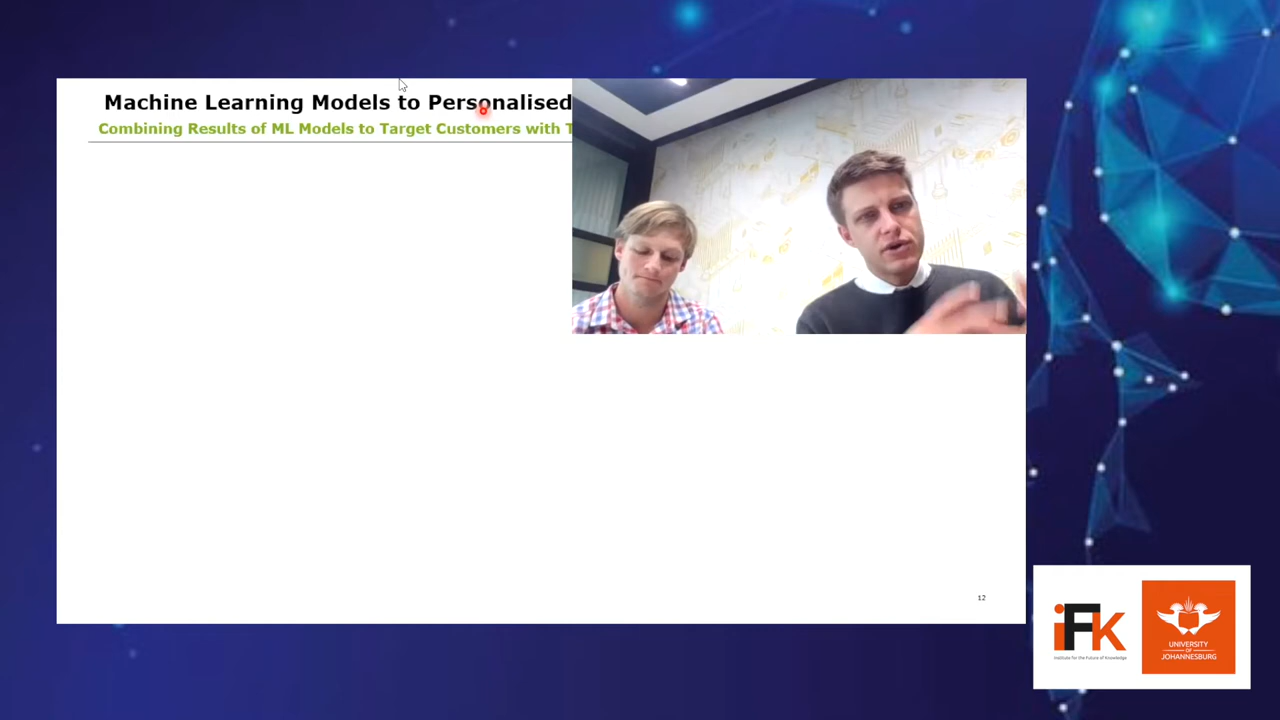 Machine Learning Models to Personalised
Combining Results of ML Models to Target Customers with T
12
iFK
Institute for the Future of Knowledge
UNIVERSITY
OF
JOHANNESBURG